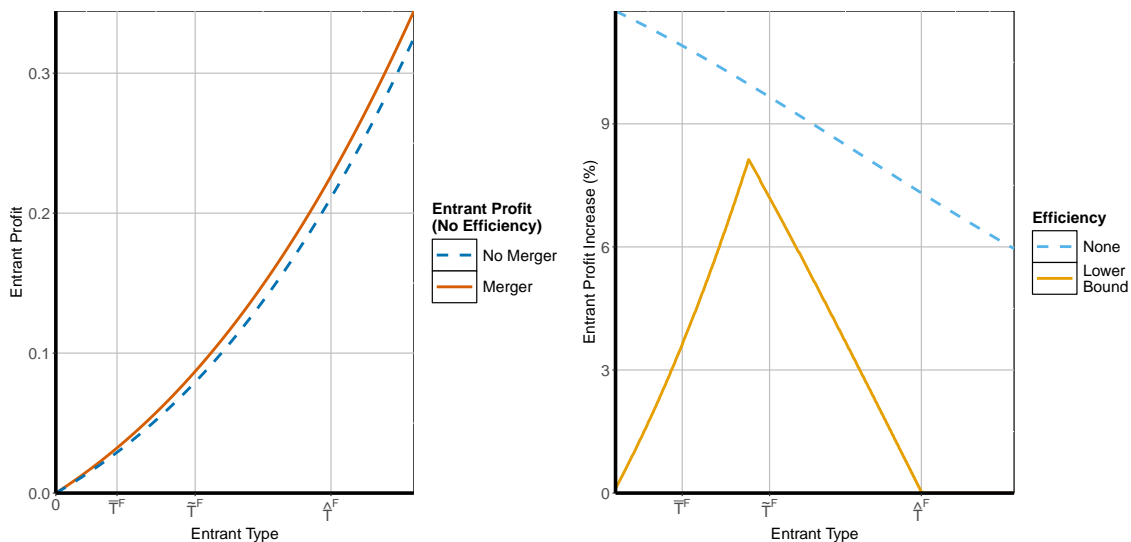 Entrant Profit
0.3
0.2
0.1
0.0
0
T̅ᶠ
T̃ᶠ
T̂ᶠ
Entrant Type
Entrant Profit
(No Efficiency)
No Merger
Merger
Entrant Profit Increase (%)
9
6
3
0
T̅ᶠ
T̃ᶠ
T̂ᶠ
Entrant Type
Efficiency
None
Lower
Bound